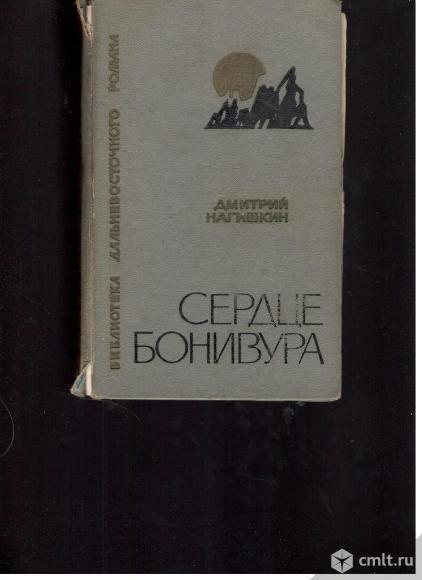 БИБЛИОТЕКА ДАЛЬНЕВОСТОЧНОГО РОМАНА
ДМИТРИЙ
НАГИШКИН
СЕРДЦЕ
БОНИВУРА
cmlt.ru